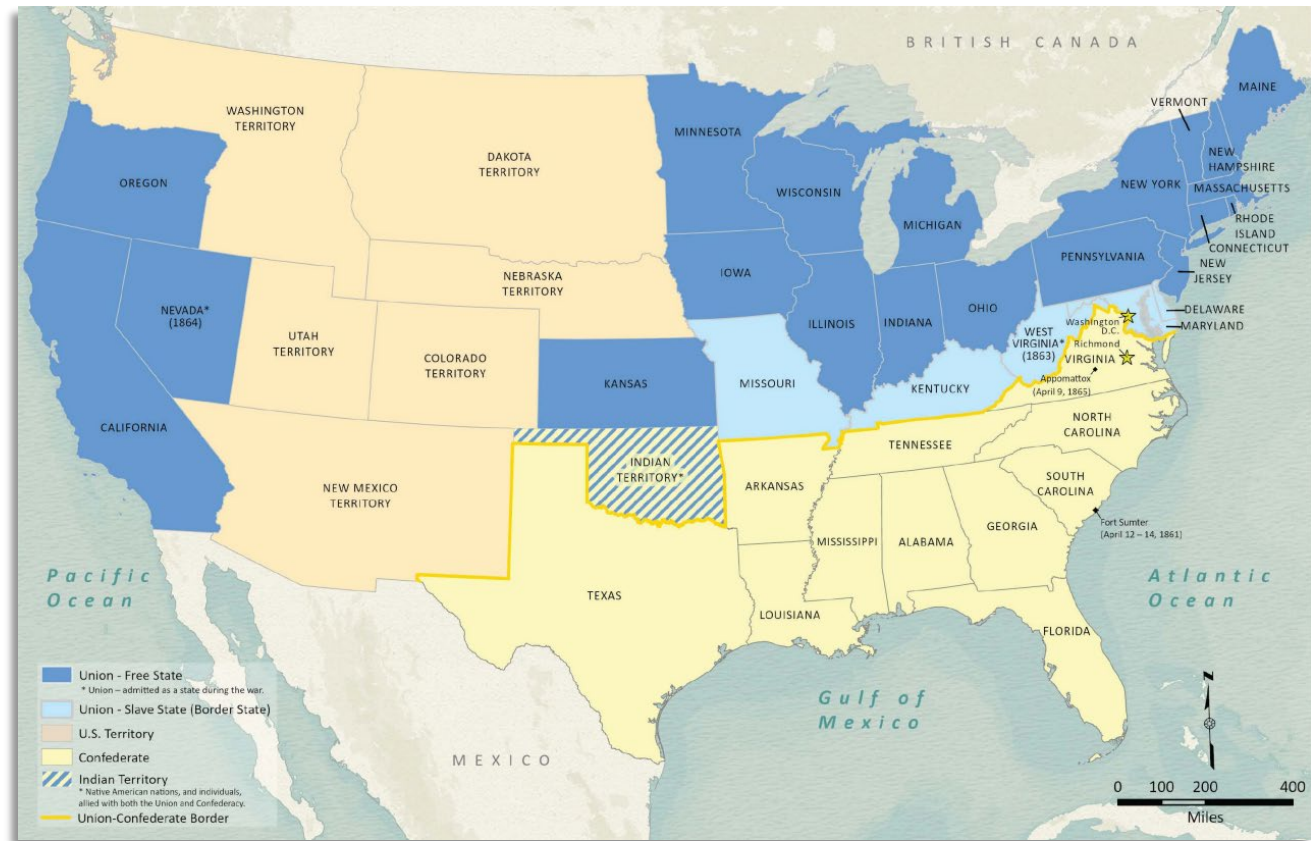 BRITISH CANADA
MAINE
VERMONT
WASHINGTON
TERRITORY
MINNESOTA
DAKOTA
TERRITORY
NEW
HAMPSHIRE
OREGON
WISCONSIN
NEW YORK
MASSACHUSETTS
MICHIGAN
RHODE
ISLAND
CONNECTICUT
PENNSYLVANIA
NEW
JERSEY
IOWA
NEBRASKA
TERRITORY
NEVADA*
(1864)
OHIO
ILLINOIS
INDIANA
DELAWARE
MARYLAND
Washington
D.C.
UTAH
TERRITORY
WEST
VIRGINIA*
(1863)
Richmond
VIRGINIA
COLORADO
TERRITORY
KANSAS
MISSOURI
KENTUCKY
Appomattox
(April 9, 1865)
CALIFORNIA
NORTH
CAROLINA
TENNESSEE
INDIAN
TERRITORY*
NEW MEXICO
TERRITORY
ARKANSAS
SOUTH
CAROLINA
Fort Sumter
(April 12 – 14, 1861)
MISSISSIPPI
ALABAMA
GEORGIA
Pacific
Ocean
Atlantic
Ocean
TEXAS
LOUISIANA
FLORIDA
Gulf of
Mexico
MEXICO
Union - Free State
* Union – admitted as a state during the war.
Union - Slave State (Border State)
U.S. Territory
Confederate
Indian Territory
* Native American nations, and individuals,
allied with both the Union and Confederacy.
Union-Confederate Border
N
0 100 200 400
Miles